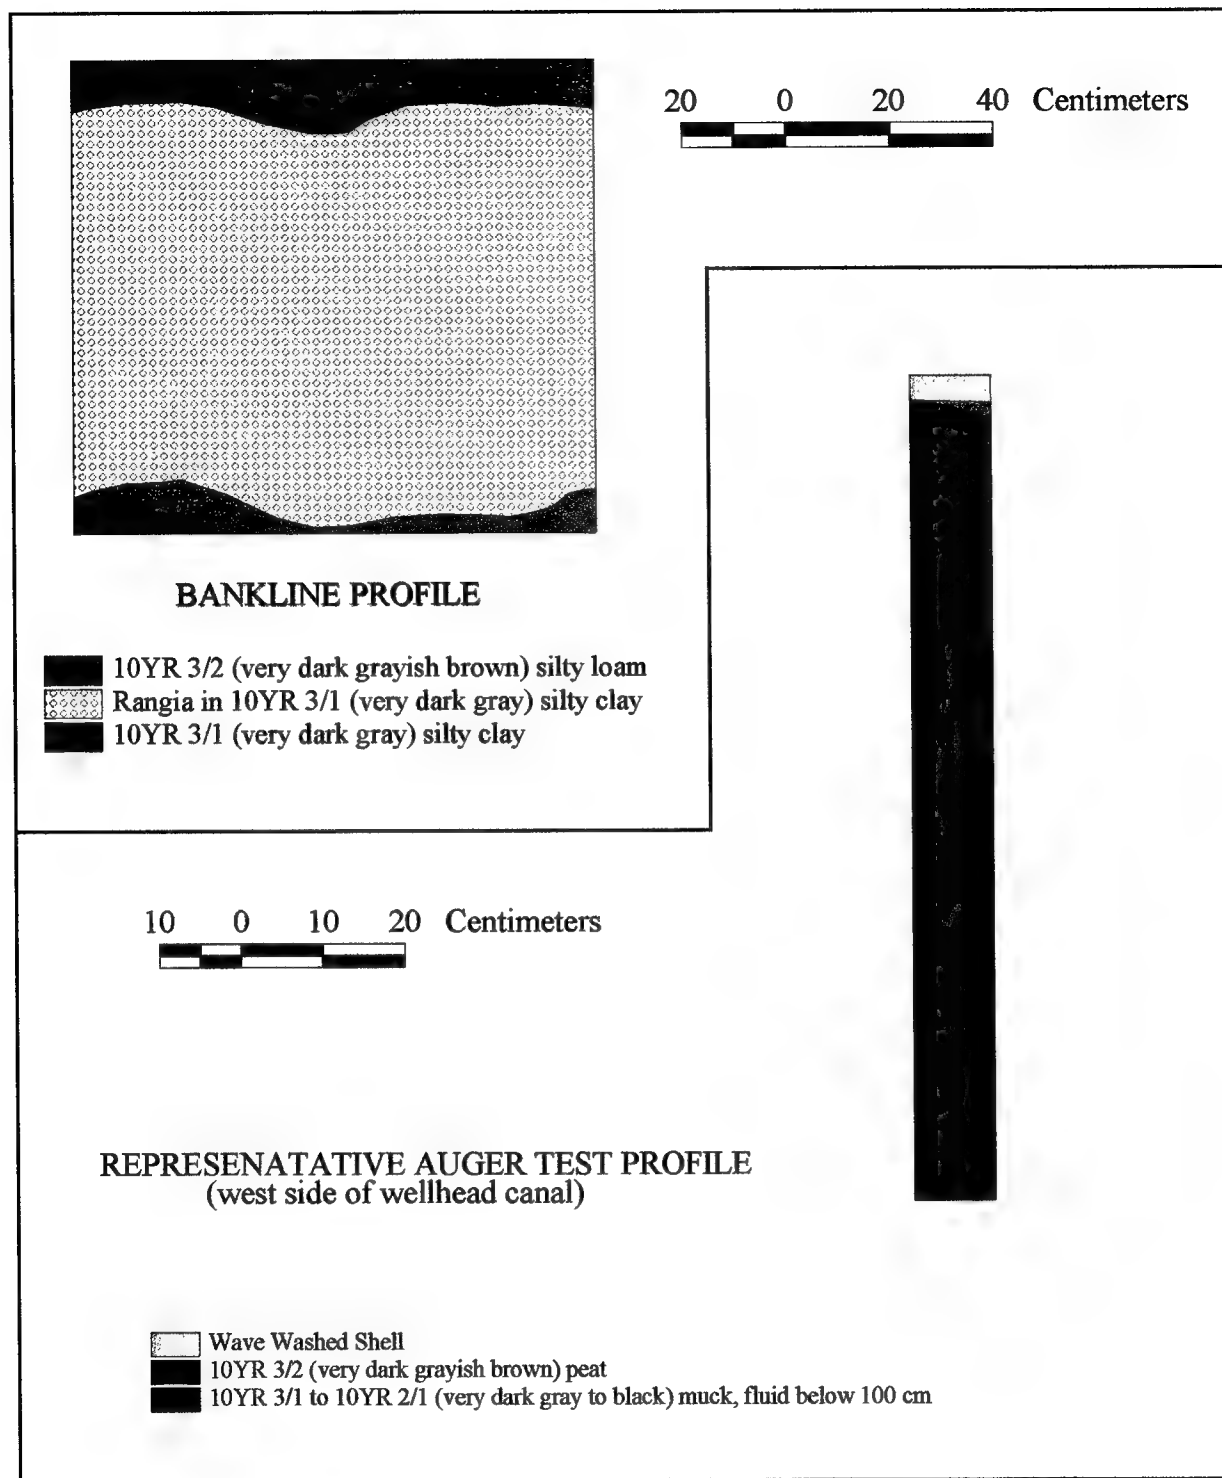 20 0 20 40 Centimeters
BANKLINE PROFILE
10YR 3/2 (very dark grayish brown) silty loam
Rangia in 10YR 3/1 (very dark gray) silty clay
10YR 3/1 (very dark gray) silty clay
10 0 10 20 Centimeters
REPRESENATATIVE AUGER TEST PROFILE
(west side of wellhead canal)
Wave Washed Shell
10YR 3/2 (very dark grayish brown) peat
10YR 3/1 to 10YR 2/1 (very dark gray to black) muck, fluid below 100 cm